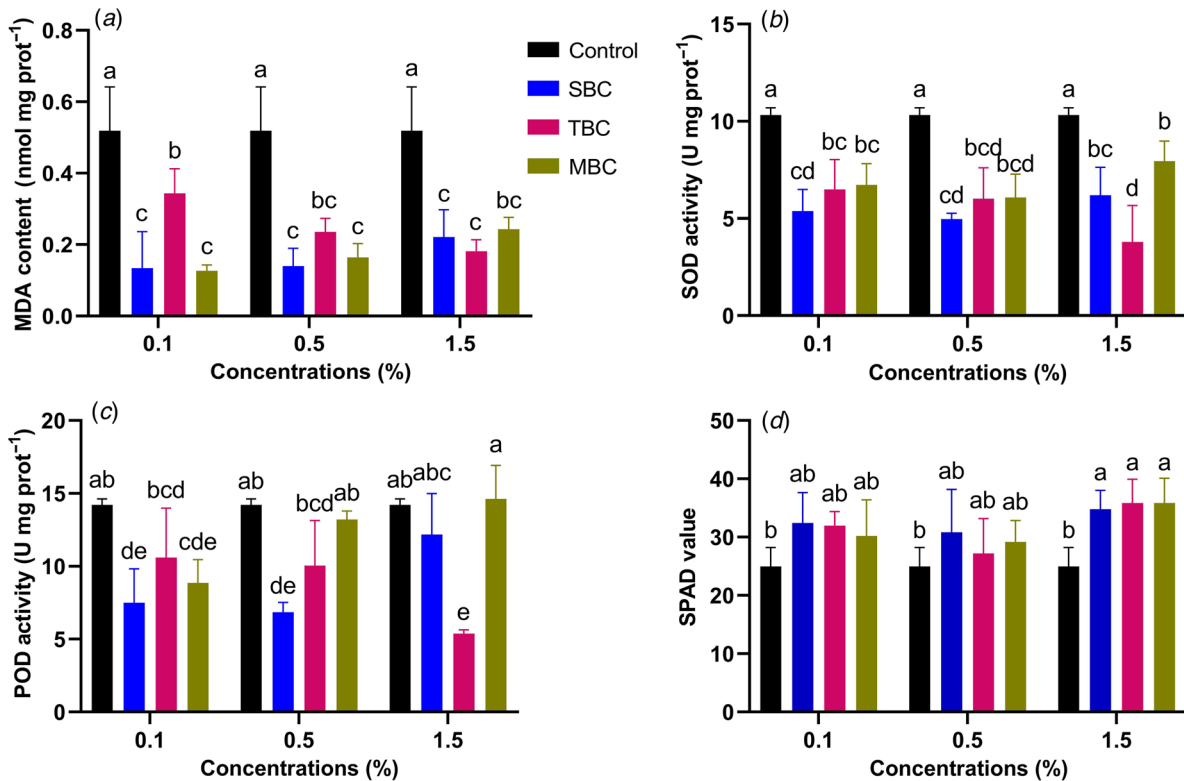 (a)
MDA content (nmol mg prot⁻¹)
0.8
0.6
0.4
0.2
0.0
a
c
b
c
a
c
bc
c
a
c
c
bc
0.1
0.5
1.5
Concentrations (%)
Control
SBC
TBC
MBC
(b)
SOD activity (U mg prot⁻¹)
15
10
5
0
a
cd
bc
bc
a
cd
bcd
bcd
a
bc
d
b
0.1
0.5
1.5
Concentrations (%)
(c)
POD activity (U mg prot⁻¹)
20
15
10
5
0
ab
de
bcd
cde
ab
de
bcd
ab
ab
abc
e
a
0.1
0.5
1.5
Concentrations (%)
(d)
SPAD value
50
40
30
20
10
0
b
ab
ab
ab
b
ab
ab
ab
b
a
a
a
0.1
0.5
1.5
Concentrations (%)